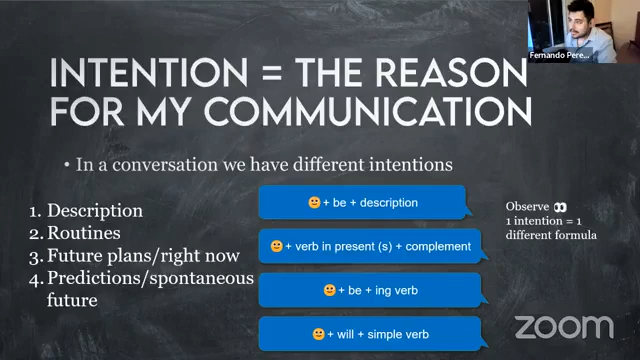 Fernando Pere...
INTENTION = THE REASON
FOR MY COMMUNICATION
• In a conversation we have different intentions
1. Description
2. Routines
3. Future plans/right now
4. Predictions/spontaneous
future
🙂+ be + description
🙂+ verb in present (s) + complement
🙂+ be + ing verb
🙂+ will + simple verb
Observe 👀
1 intention = 1
different formula
zoom